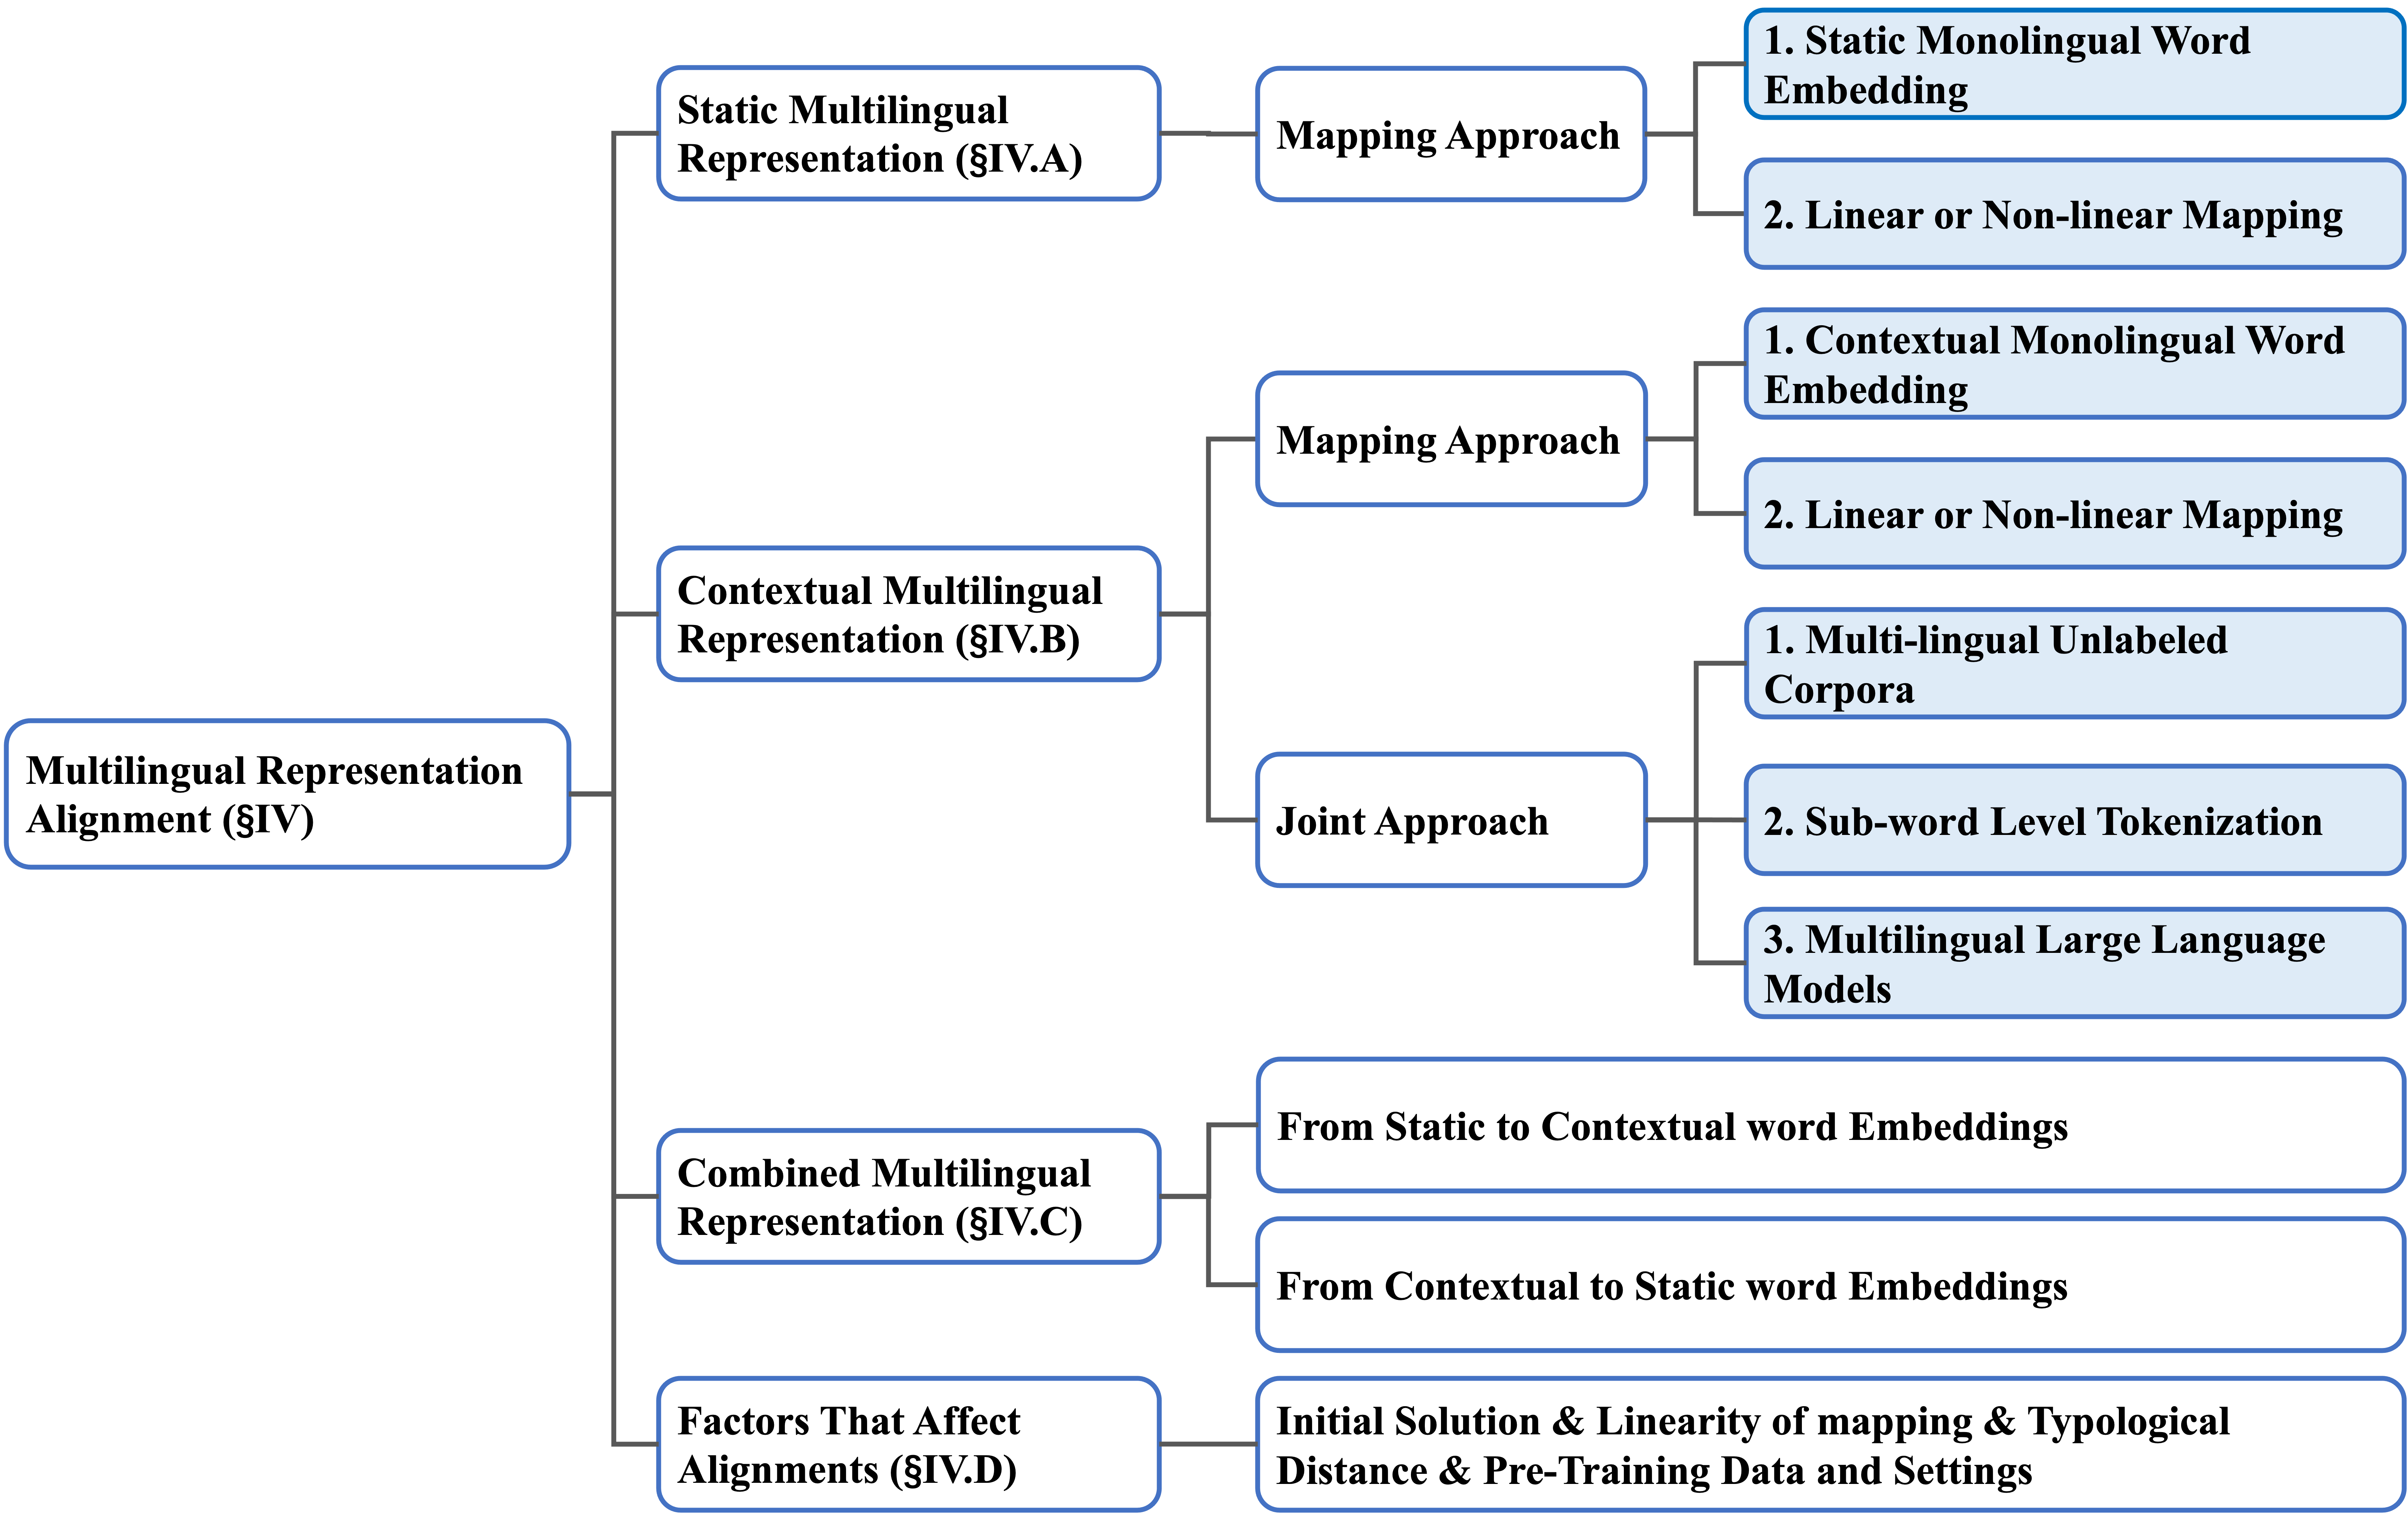 Multilingual Representation
Alignment (§IV)
Static Multilingual
Representation (§IV.A)
Mapping Approach
1. Static Monolingual Word
Embedding
2. Linear or Non-linear Mapping
Contextual Multilingual
Representation (§IV.B)
Mapping Approach
1. Contextual Monolingual Word
Embedding
2. Linear or Non-linear Mapping
Joint Approach
1. Multi-lingual Unlabeled
Corpora
2. Sub-word Level Tokenization
3. Multilingual Large Language
Models
Combined Multilingual
Representation (§IV.C)
From Static to Contextual word Embeddings
From Contextual to Static word Embeddings
Factors That Affect
Alignments (§IV.D)
Initial Solution & Linearity of mapping & Typological
Distance & Pre-Training Data and Settings